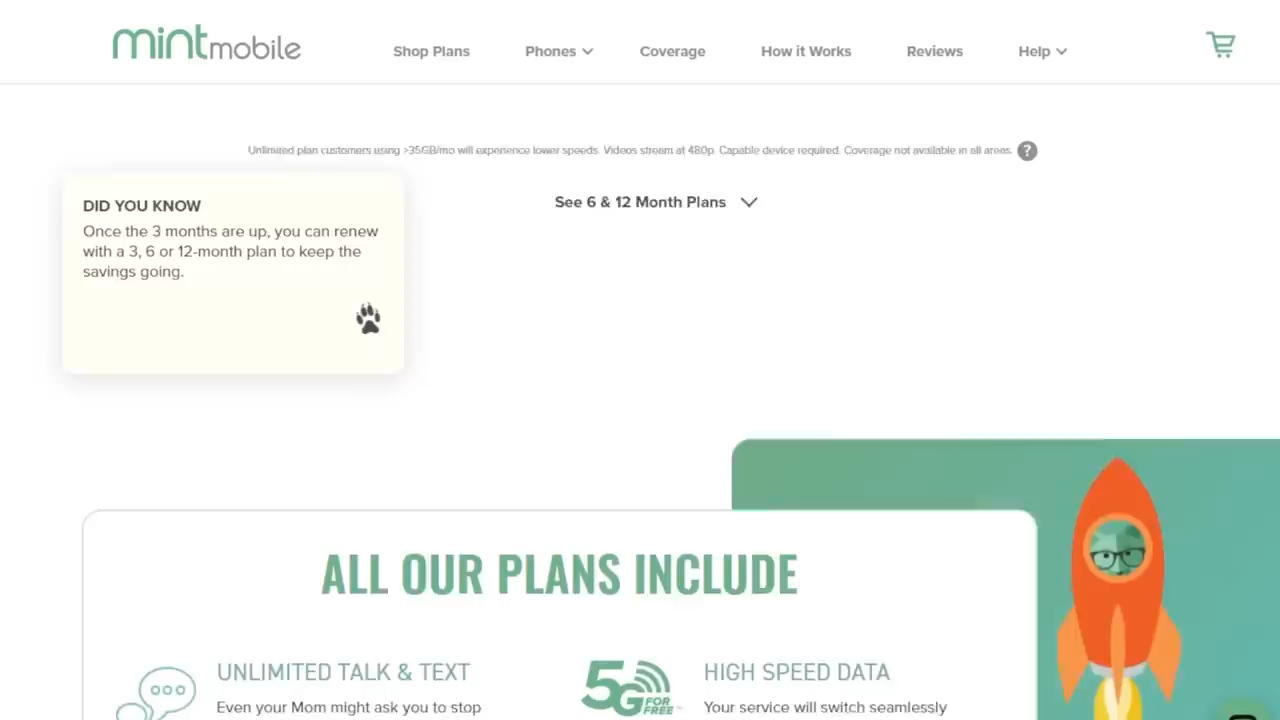 mintmobile
Shop Plans
Phones
Coverage
How it Works
Reviews
Help
Unlimited plan customers using >35GB/mo will experience lower speeds. Videos stream at 480p. Capable device required. Coverage not available in all areas. ?
See 6 & 12 Month Plans
DID YOU KNOW
Once the 3 months are up, you can renew
with a 3, 6 or 12-month plan to keep the
savings going.
ALL OUR PLANS INCLUDE
UNLIMITED TALK & TEXT
Even your Mom might ask you to stop
5G FOR FREE
HIGH SPEED DATA
Your service will switch seamlessly